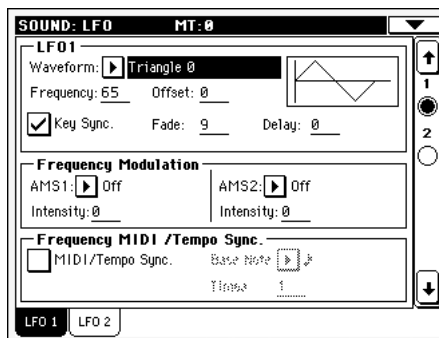 SOUND: LFO MT:0
LFO1
Waveform: Triangle 0
Frequency: 65 Offset: 0
Key Sync. Fade: 9 Delay: 0
1
2
Frequency Modulation
AMS1: Off AMS2: Off
Intensity: 0 Intensity: 0
Frequency MIDI /Tempo Sync.
MIDI/Tempo Sync. Base Note
Times 1
LFO 1 LFO 2